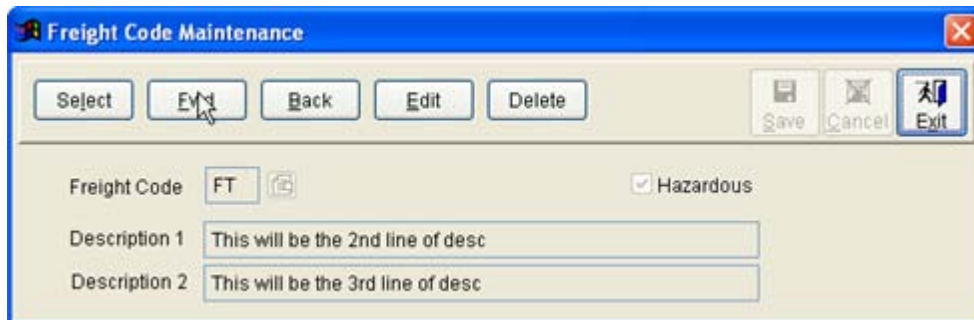 Freight Code Maintenance
Select Fwd Back Edit Delete Save Cancel Exit
Freight Code FT Hazardous
Description 1 This will be the 2nd line of desc
Description 2 This will be the 3rd line of desc